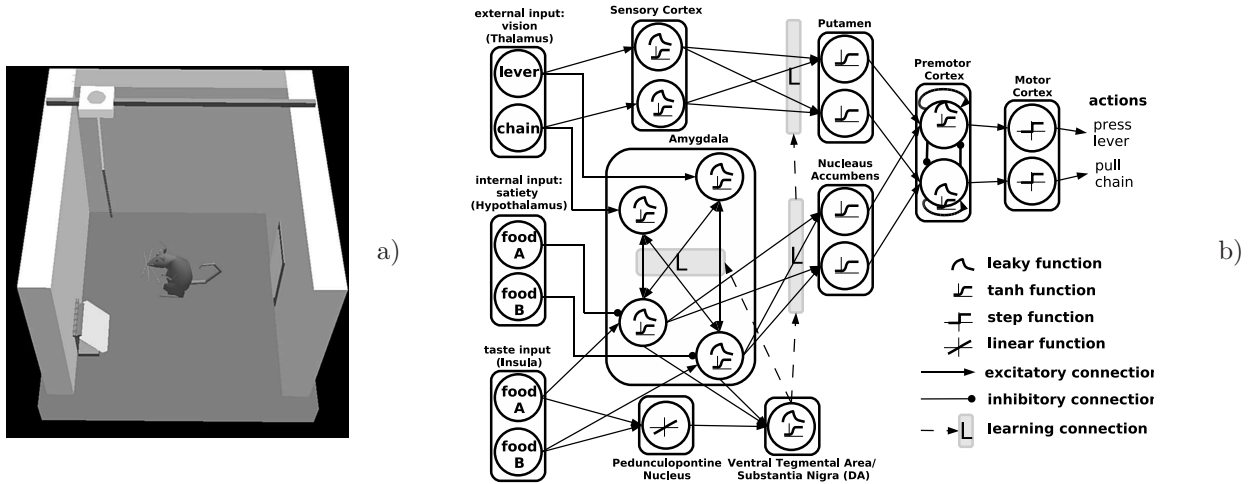 a)
external input:
vision
(Thalamus)
lever
chain
internal input:
satiety
(Hypothalamus)
food
A
food
B
taste input
(Insula)
food
A
food
B
Sensory Cortex
Amygdala
L
Pedunculopontine
Nucleus
Ventral Tegmental Area/
Substantia Nigra (DA)
L
L
Putamen
Nucleaus
Accumbens
Premotor
Cortex
Motor
Cortex
actions
press
lever
pull
chain
leaky function
tanh function
step function
linear function
excitatory connection
inhibitory connection
L
learning connection
b)